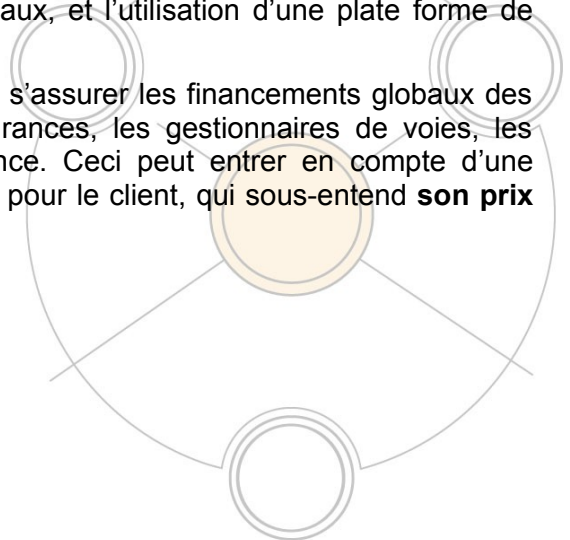 aux, et l’utilisation d’une plate forme de
s’assurer les financements globaux des
rances, les gestionnaires de voies, les
nce. Ceci peut entrer en compte d’une
pour le client, qui sous-entend son prix